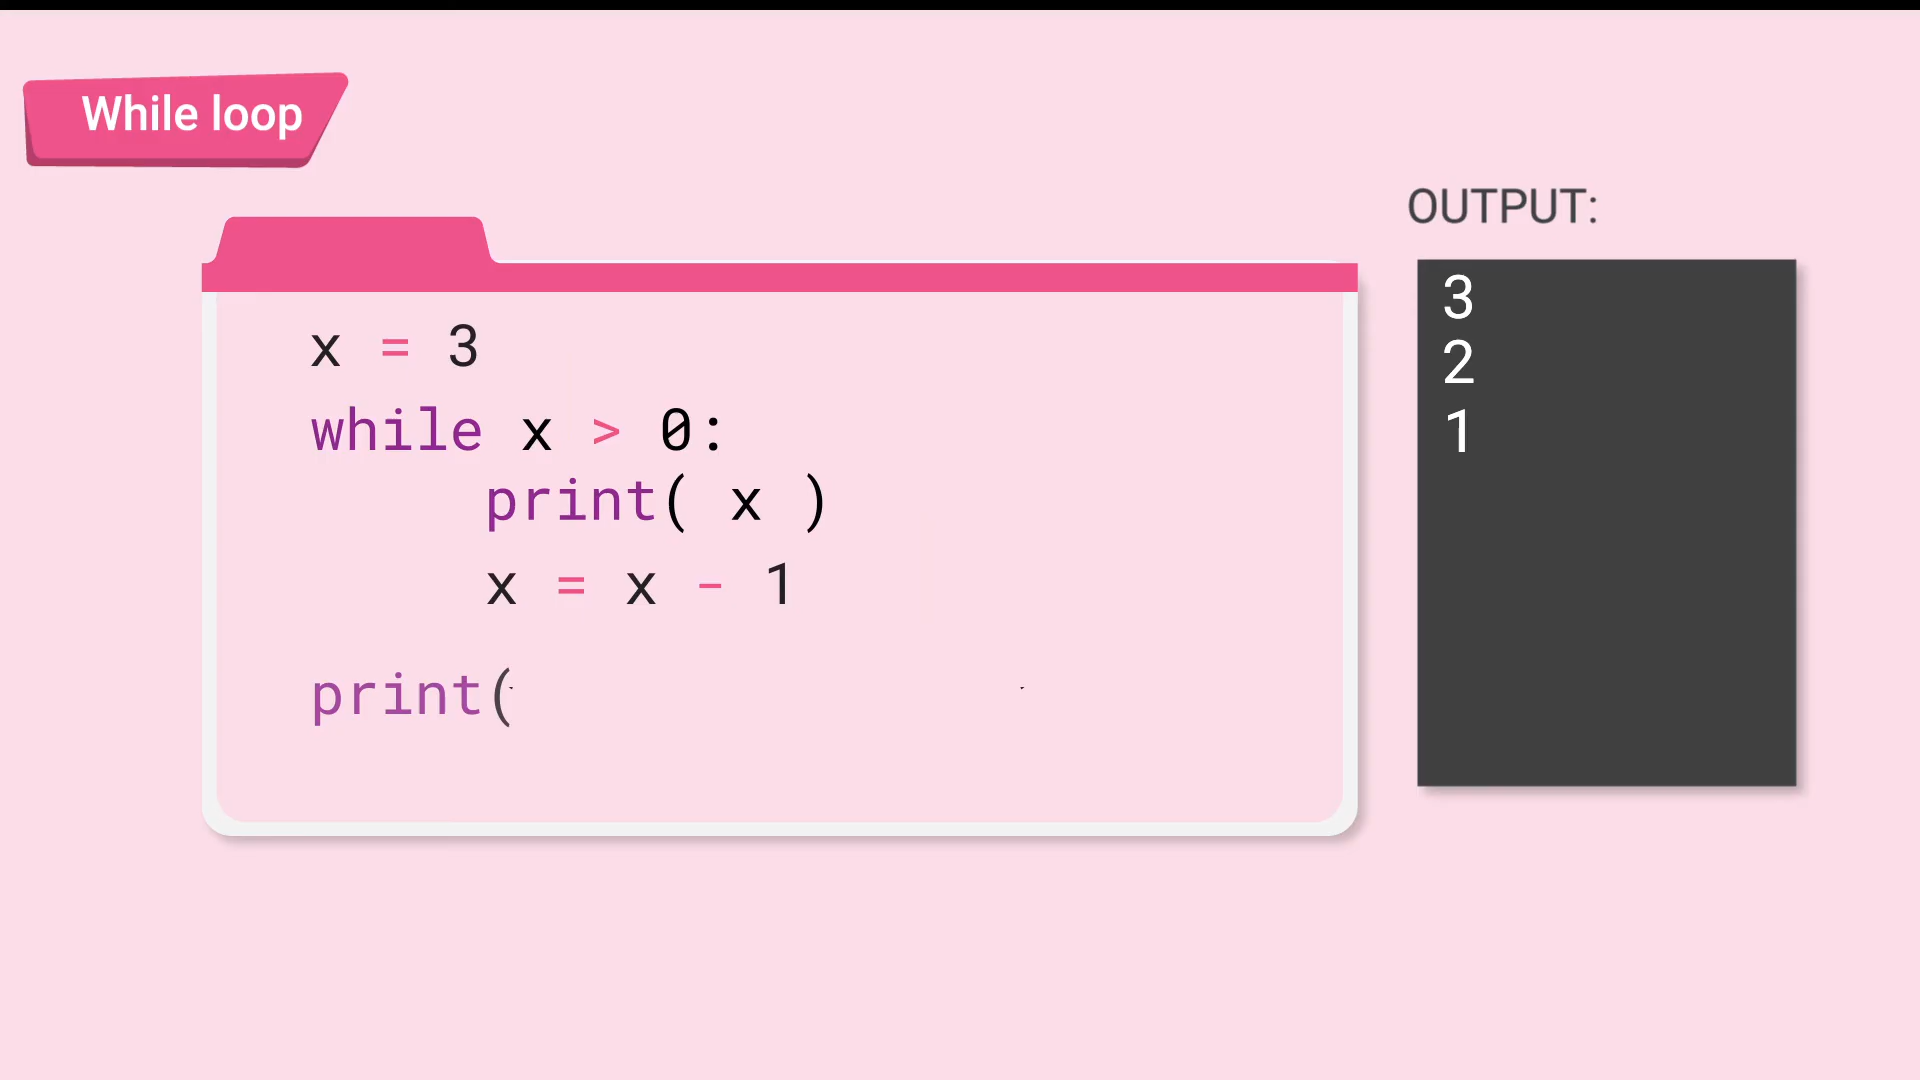 While loop
OUTPUT:
x = 3
while x > 0:
print( x )
x = x - 1
print(
3
2
1